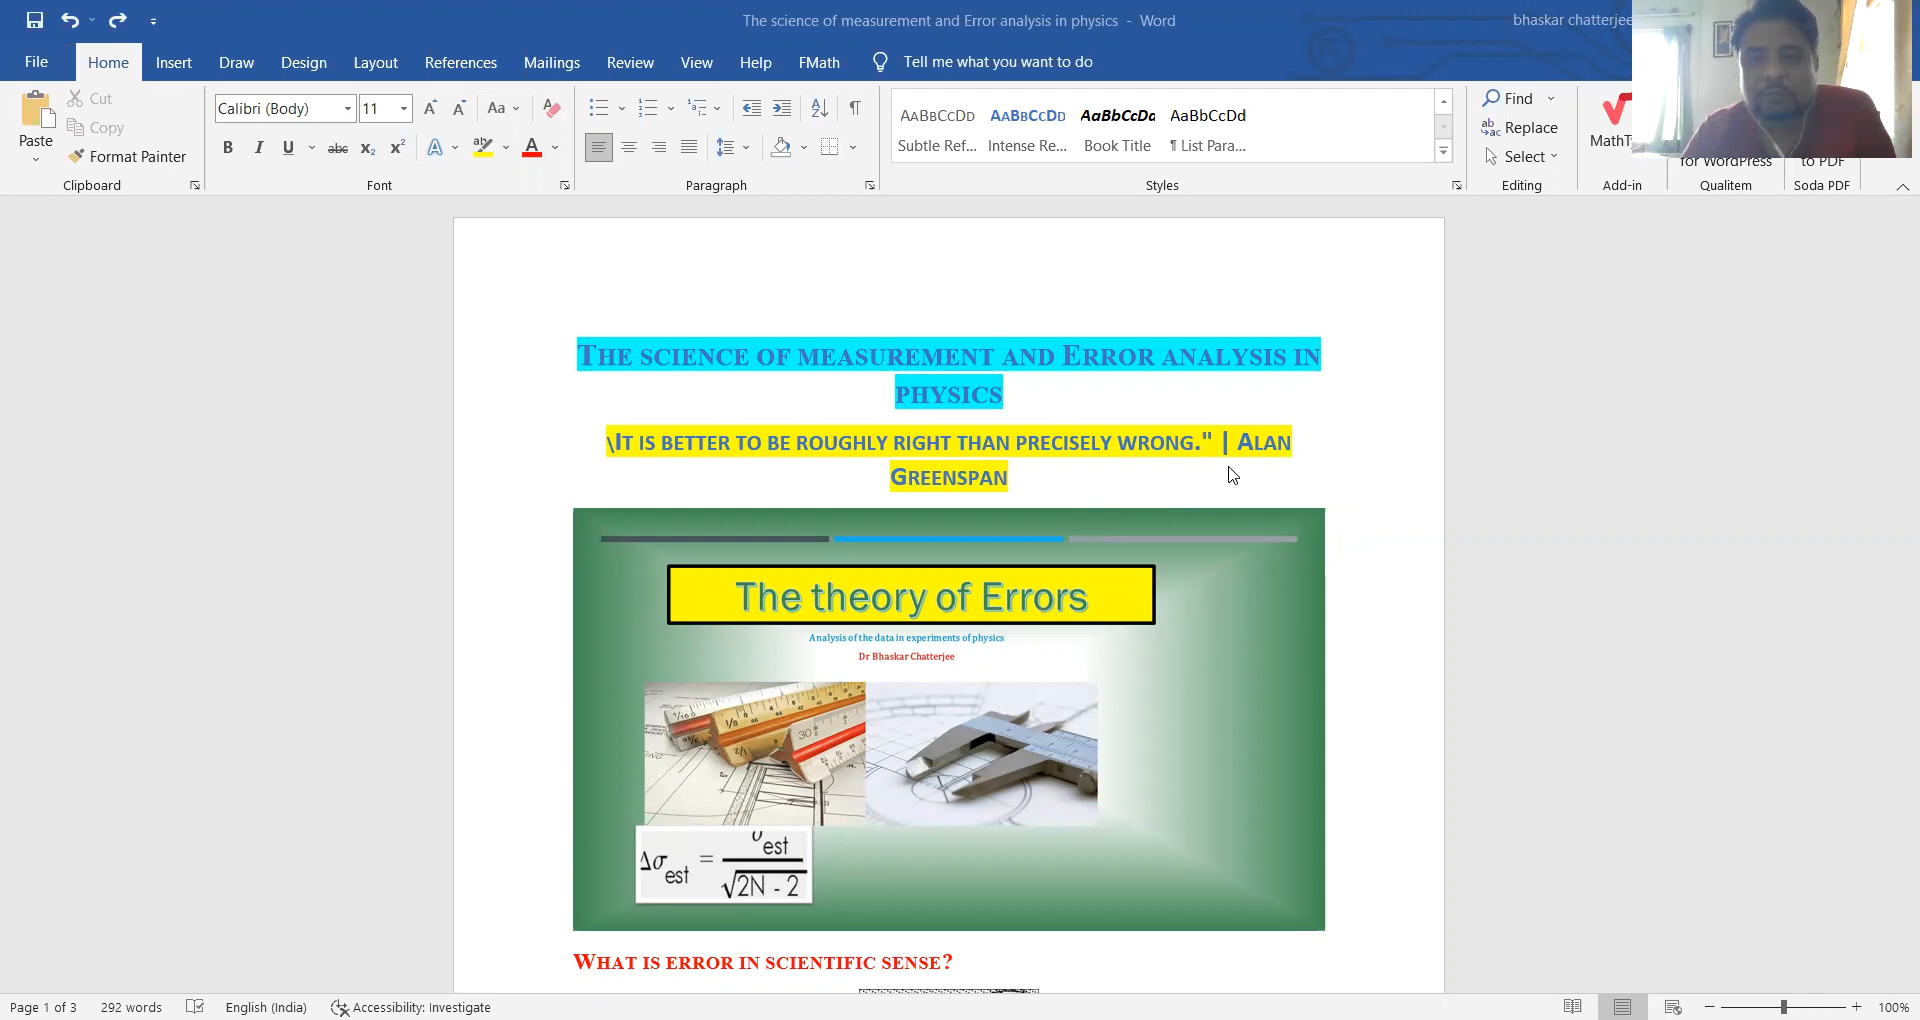 The science of measurement and Error analysis in physics - Word
bhaskar chatterjee
File Home Insert Draw Design Layout References Mailings Review View Help FMath Tell me what you want to do
Paste
Cut
Copy
Format Painter
Clipboard
Calibri (Body) 11
Font
Paragraph
AaBbCcDd AaBbCcDd AaBbCcDd AaBbCcDd
Subtle Ref... Intense Re... Book Title ¶ List Para...
Styles
Find
Replace
Select
Editing
Add-in
for WordPress
Qualitem
to PDF
Soda PDF
The science of measurement and Error analysis in
physics
\It is better to be roughly right than precisely wrong." | Alan
Greenspan
The theory of Errors
Analysis of the data in experiments of physics
Dr Bhaskar Chatterjee
Δσest = σest
√2N - 2
What is error in scientific sense?
Page 1 of 3 292 words English (India) Accessibility: Investigate 100%